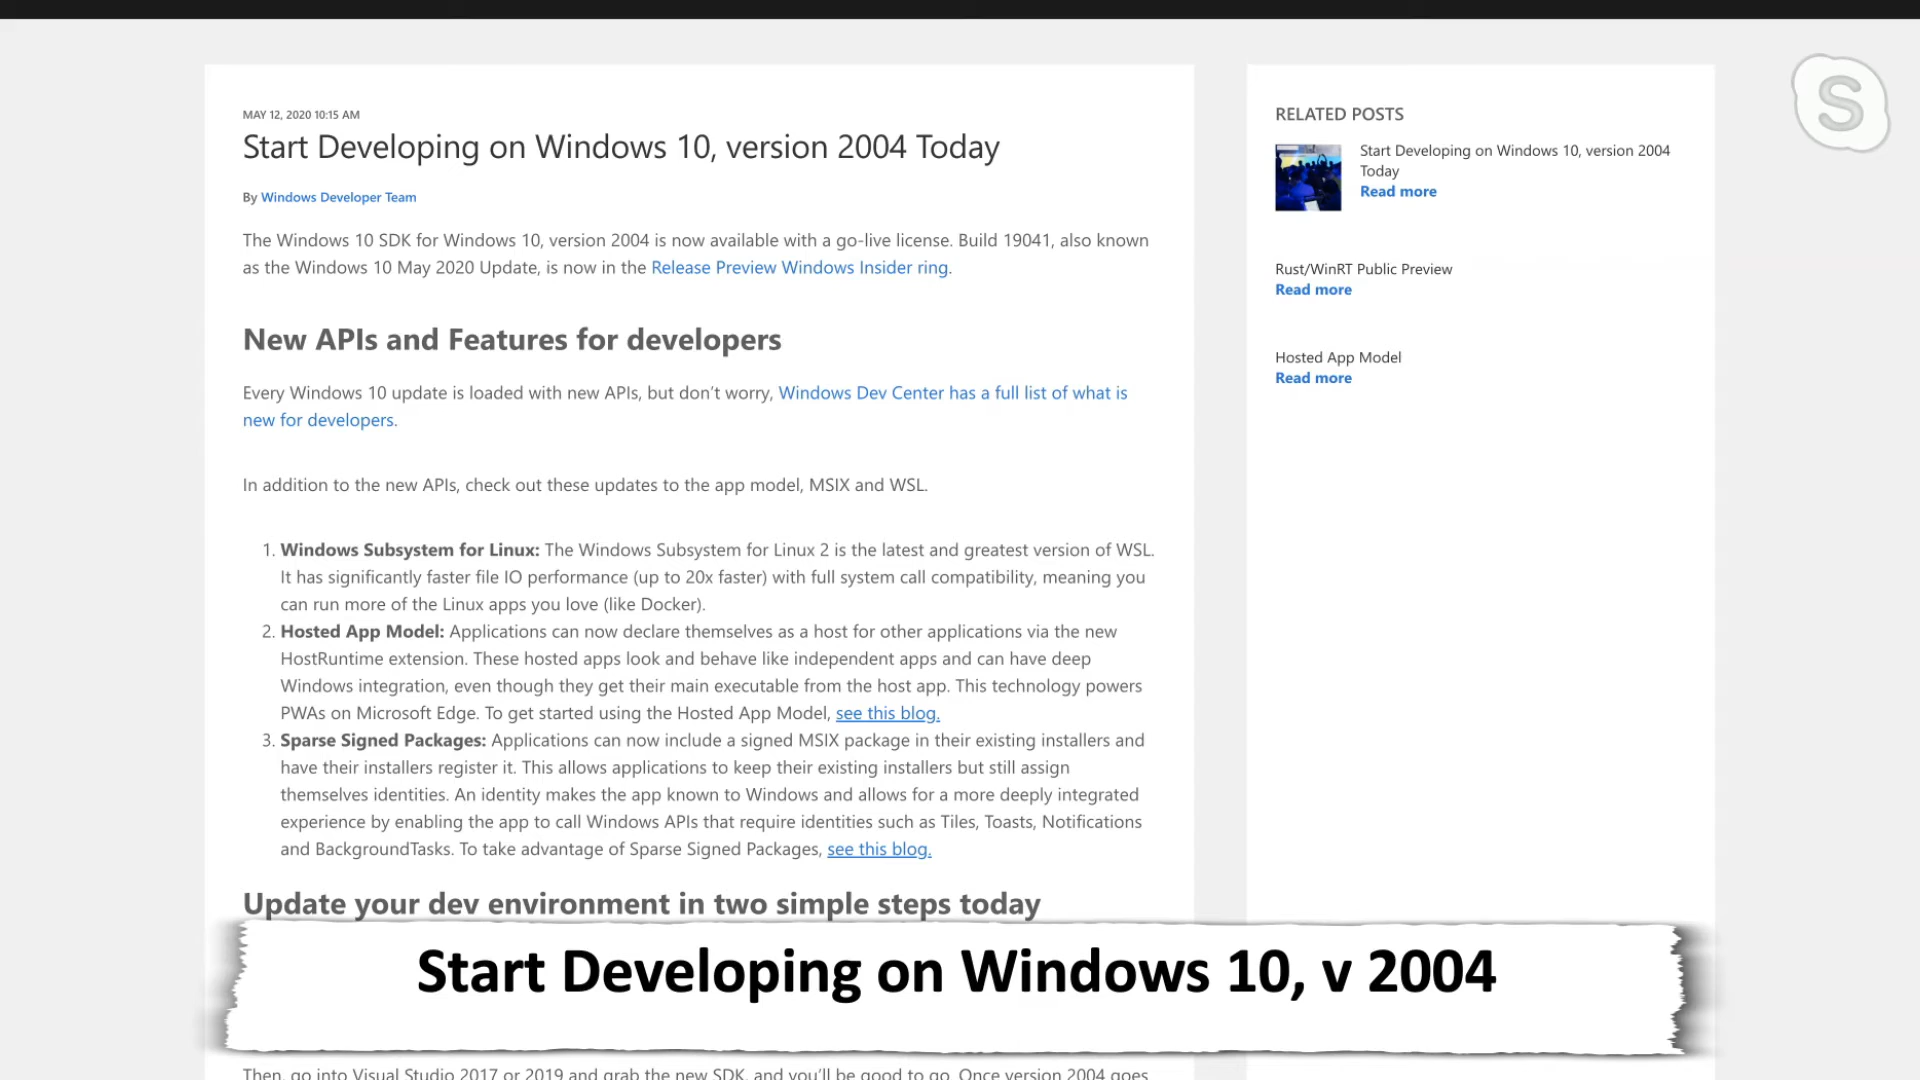 MAY 12, 2020 10:15 AM
Start Developing on Windows 10, version 2004 Today
By Windows Developer Team
The Windows 10 SDK for Windows 10, version 2004 is now available with a go-live license. Build 19041, also known
as the Windows 10 May 2020 Update, is now in the Release Preview Windows Insider ring.
New APIs and Features for developers
Every Windows 10 update is loaded with new APIs, but don’t worry, Windows Dev Center has a full list of what is
new for developers.
In addition to the new APIs, check out these updates to the app model, MSIX and WSL.
1. Windows Subsystem for Linux: The Windows Subsystem for Linux 2 is the latest and greatest version of WSL.
It has significantly faster file IO performance (up to 20x faster) with full system call compatibility, meaning you
can run more of the Linux apps you love (like Docker).
2. Hosted App Model: Applications can now declare themselves as a host for other applications via the new
HostRuntime extension. These hosted apps look and behave like independent apps and can have deep
Windows integration, even though they get their main executable from the host app. This technology powers
PWAs on Microsoft Edge. To get started using the Hosted App Model, see this blog.
3. Sparse Signed Packages: Applications can now include a signed MSIX package in their existing installers and
have their installers register it. This allows applications to keep their existing installers but still assign
themselves identities. An identity makes the app known to Windows and allows for a more deeply integrated
experience by enabling the app to call Windows APIs that require identities such as Tiles, Toasts, Notifications
and BackgroundTasks. To take advantage of Sparse Signed Packages, see this blog.
Update your dev environment in two simple steps today
Then, go into Visual Studio 2017 or 2019 and grab the new SDK, and you’ll be good to go. Once version 2004 goes
RELATED POSTS
Start Developing on Windows 10, version 2004
Today
Read more
Rust/WinRT Public Preview
Read more
Hosted App Model
Read more
S
Start Developing on Windows 10, v 2004